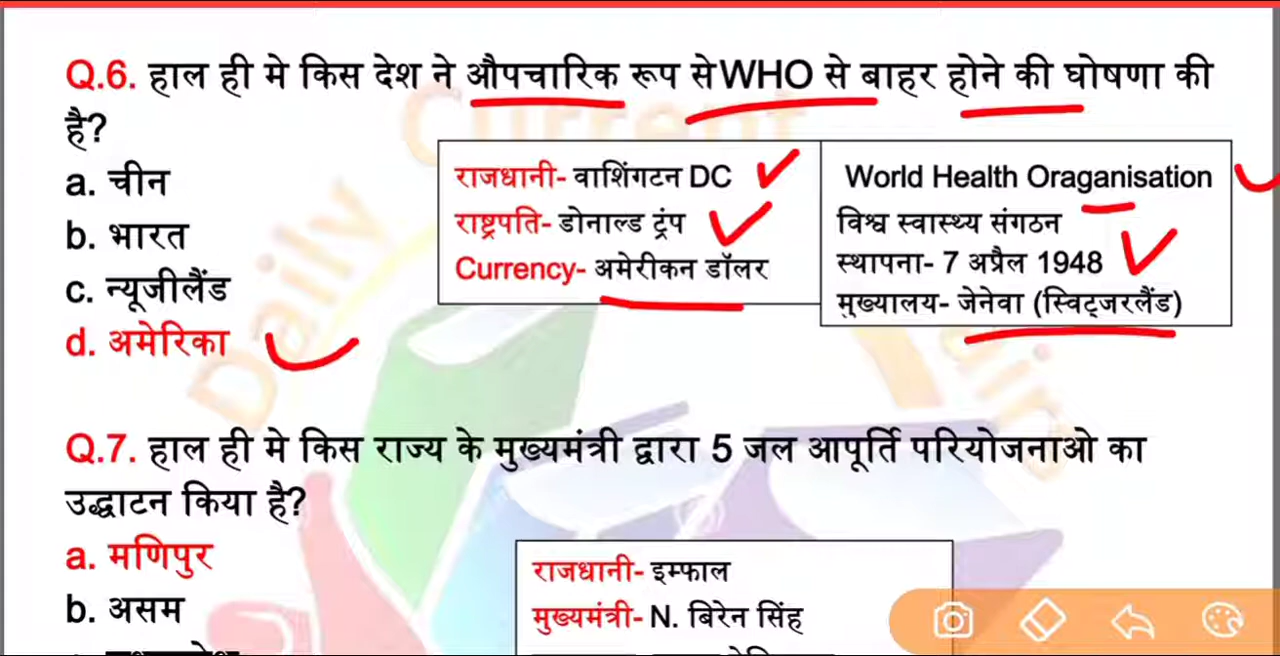 Q.6. हाल ही मे किस देश ने औपचारिक रूप से WHO से बाहर होने की घोषणा की
है?
a. चीन
b. भारत
c. न्यूजीलैंड
d. अमेरिका
राजधानी- वाशिंगटन DC
राष्ट्रपति- डोनाल्ड ट्रंप
Currency- अमेरीकन डॉलर
World Health Oraganisation
विश्व स्वास्थ्य संगठन
स्थापना- 7 अप्रैल 1948
मुख्यालय- जेनेवा (स्विट्जरलैंड)
Q.7. हाल ही मे किस राज्य के मुख्यमंत्री द्वारा 5 जल आपूर्ति परियोजनाओ का
उद्धाटन किया है?
a. मणिपुर
b. असम
राजधानी- इम्फाल
मुख्यमंत्री- N. बिरेन सिंह
Daily Current